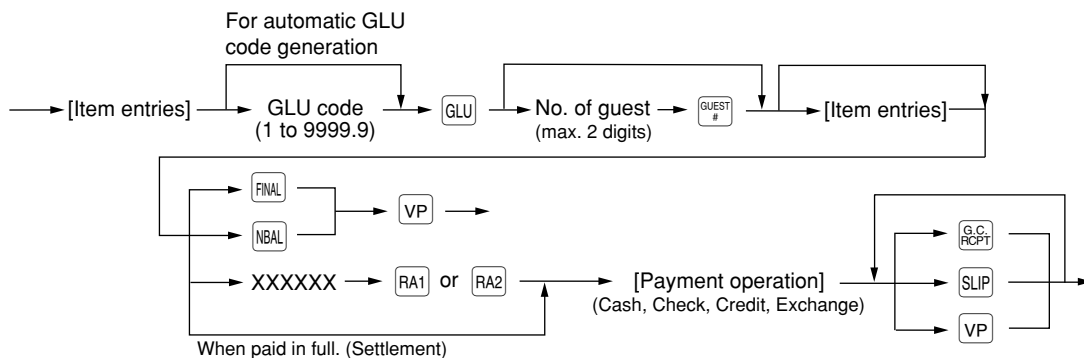 For automatic GLU
code generation
[Item entries]
GLU code
(1 to 9999.9)
GLU
No. of guest
(max. 2 digits)
GUEST
#
[Item entries]
FINAL
NBAL
VP
XXXXXX
RA1 or RA2
[Payment operation]
(Cash, Check, Credit, Exchange)
G.C.
RCPT
SLIP
VP
When paid in full. (Settlement)